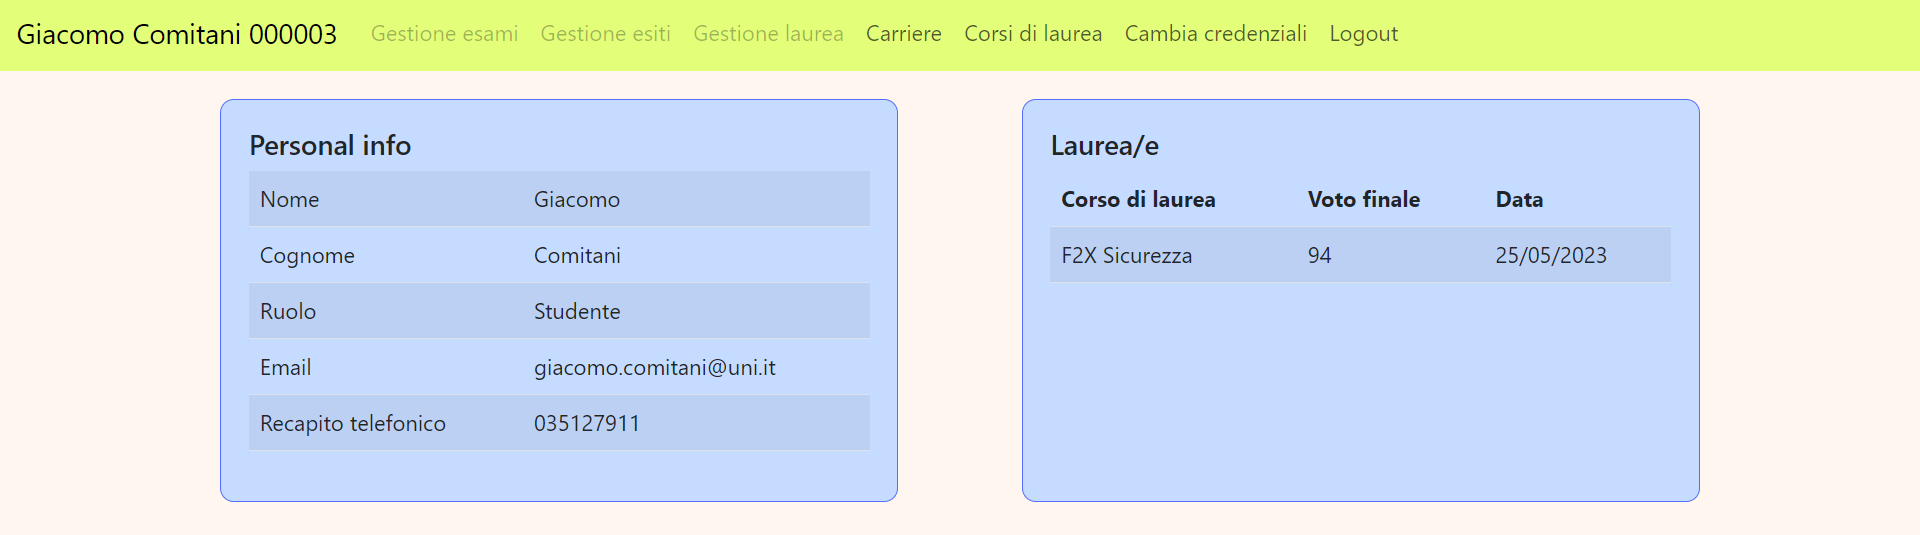 Giacomo Comitani 000003 Gestione esami Gestione esiti Gestione laurea Carriere Corsi di laurea Cambia credenziali Logout
Personal info
Nome Giacomo
Cognome Comitani
Ruolo Studente
Email giacomo.comitani@uni.it
Recapito telefonico 035127911
Laurea/e
Corso di laurea Voto finale Data
F2X Sicurezza 94 25/05/2023